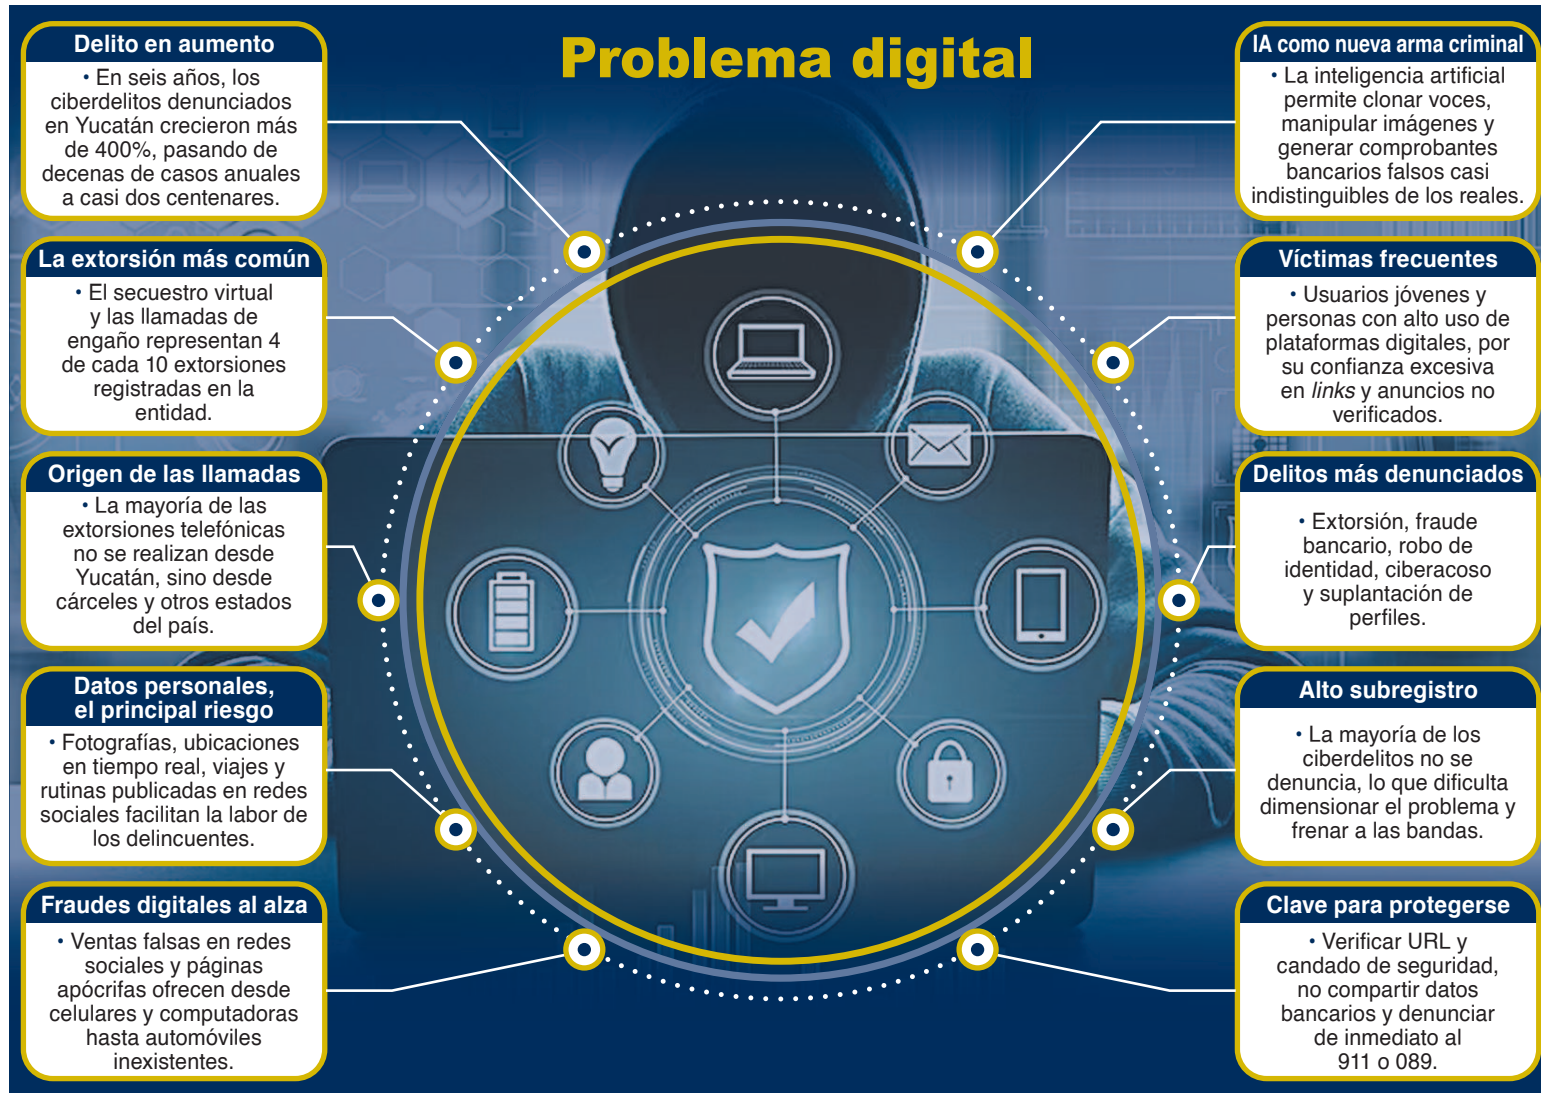 Problema digital
Delito en aumento
• En seis años, los
ciberdelitos denunciados
en Yucatán crecieron más
de 400%, pasando de
decenas de casos anuales
a casi dos centenares.
La extorsión más común
• El secuestro virtual
y las llamadas de
engaño representan 4
de cada 10 extorsiones
registradas en la
entidad.
Origen de las llamadas
• La mayoría de las
extorsiones telefónicas
no se realizan desde
Yucatán, sino desde
cárceles y otros estados
del país.
Datos personales,
el principal riesgo
• Fotografías, ubicaciones
en tiempo real, viajes y
rutinas publicadas en redes
sociales facilitan la labor de
los delincuentes.
Fraudes digitales al alza
• Ventas falsas en redes
sociales y páginas
apócrifas ofrecen desde
celulares y computadoras
hasta automóviles
inexistentes.
IA como nueva arma criminal
• La inteligencia artificial
permite clonar voces,
manipular imágenes y
generar comprobantes
bancarios falsos casi
indistinguibles de los reales.
Víctimas frecuentes
• Usuarios jóvenes y
personas con alto uso de
plataformas digitales, por
su confianza excesiva
en links y anuncios no
verificados.
Delitos más denunciados
• Extorsión, fraude
bancario, robo de
identidad, ciberacoso
y suplantación de
perfiles.
Alto subregistro
• La mayoría de los
ciberdelitos no se
denuncia, lo que dificulta
dimensionar el problema y
frenar a las bandas.
Clave para protegerse
• Verificar URL y
candado de seguridad,
no compartir datos
bancarios y denunciar
de inmediato al
911 o 089.